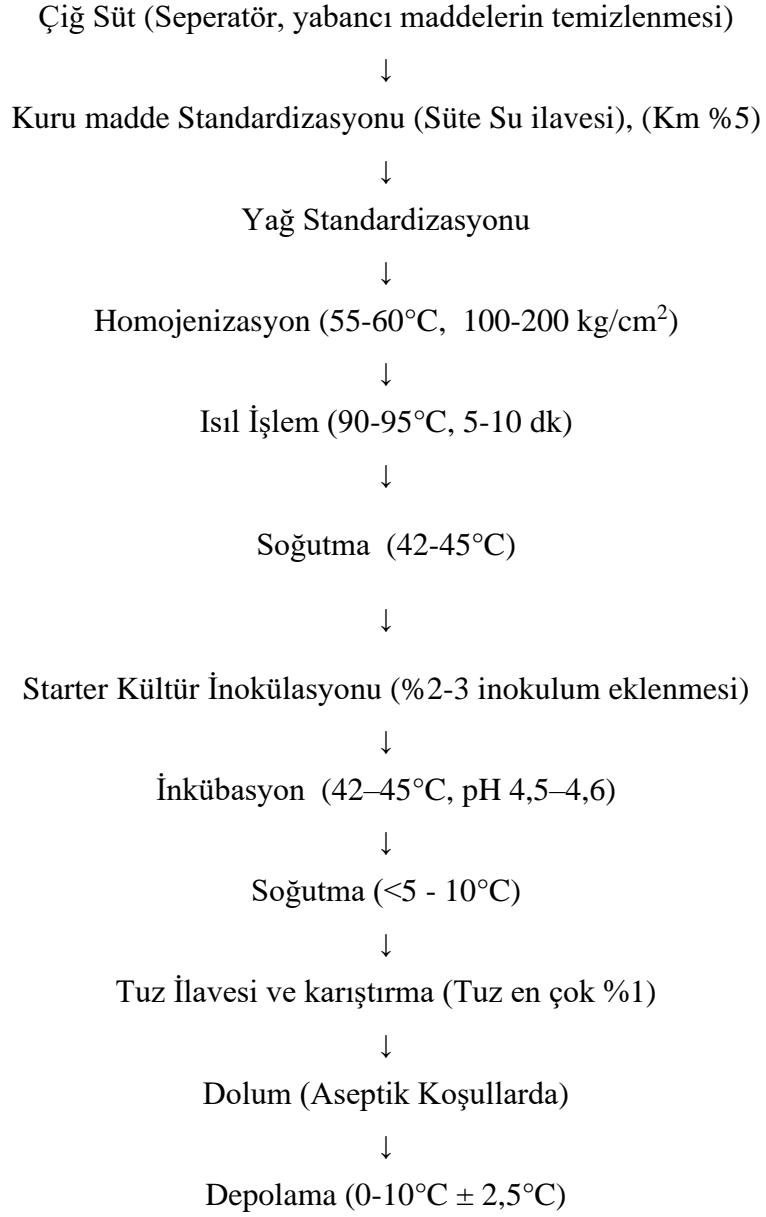 Çiğ Süt (Seperatör, yabancı maddelerin temizlenmesi)
↓
Kuru madde Standardizasyonu (Süte Su ilavesi), (Km %5)
↓
Yağ Standardizasyonu
↓
Homojenizasyon (55-60°C,  100-200 kg/cm²)
↓
Isıl İşlem (90-95°C, 5-10 dk)
↓
Soğutma  (42-45°C)
↓
Starter Kültür İnokülasyonu (%2-3 inokulum eklenmesi)
↓
İnkübasyon  (42–45°C, pH 4,5–4,6)
↓
Soğutma (<5 - 10°C)
↓
Tuz İlavesi ve karıştırma (Tuz en çok %1)
↓
Dolum (Aseptik Koşullarda)
↓
Depolama (0-10°C ± 2,5°C)